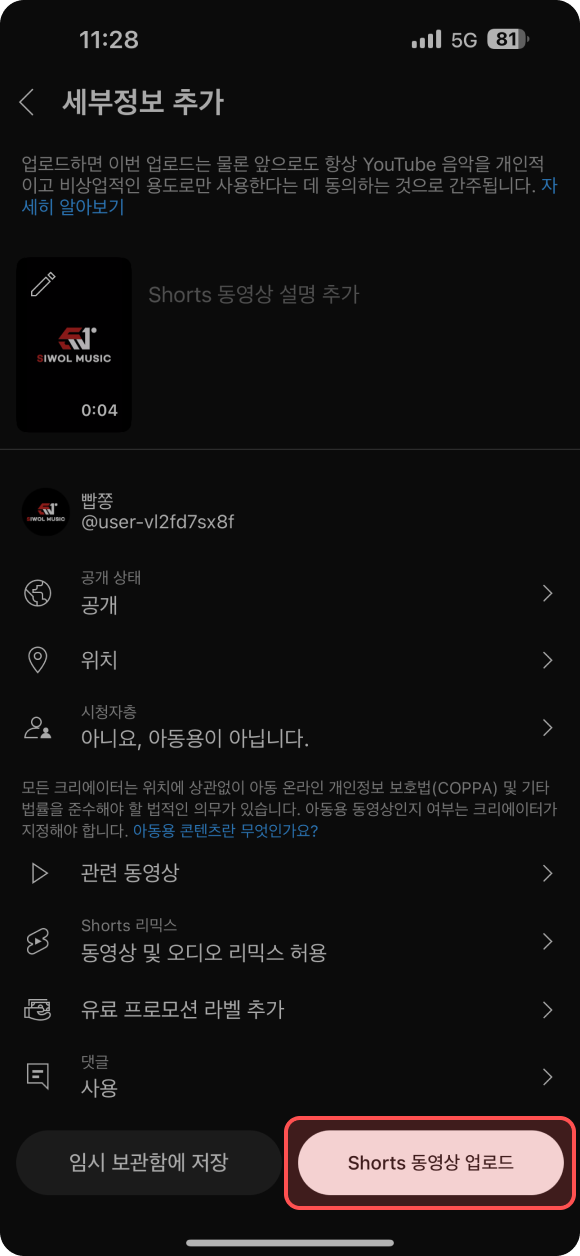 11:28
5G 81
세부정보 추가
업로드하면 이번 업로드는 물론 앞으로도 항상 YouTube 음악을 개인적
이고 비상업적인 용도로만 사용한다는 데 동의하는 것으로 간주됩니다. 자
세히 알아보기
Shorts 동영상 설명 추가
SIWOL MUSIC
0:04
SIWOL MUSIC
빱쫑
@user-vl2fd7sx8f
공개 상태
공개
위치
시청자층
아니요, 아동용이 아닙니다.
모든 크리에이터는 위치에 상관없이 아동 온라인 개인정보 보호법(COPPA) 및 기타
법률을 준수해야 할 법적인 의무가 있습니다. 아동용 동영상인지 여부는 크리에이터가
지정해야 합니다. 아동용 콘텐츠란 무엇인가요?
관련 동영상
Shorts 리믹스
동영상 및 오디오 리믹스 허용
유료 프로모션 라벨 추가
댓글
사용
임시 보관함에 저장
Shorts 동영상 업로드